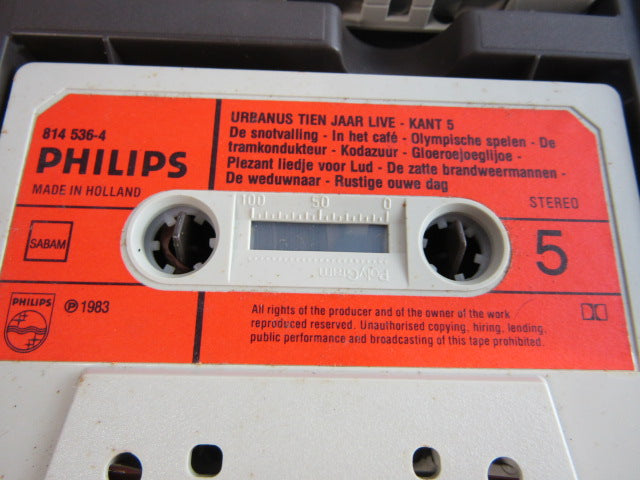 814 536-4
PHILIPS
MADE IN HOLLAND
URBANUS TIEN JAAR LIVE - KANT 5
De snotvalling - In het café - Olympische spelen - De
tramkondukteur - Kodazuur - Gloeroejoeglijoe -
Plezant liedje voor Lud - De zatte brandweermannen -
De weduwnaar - Rustige ouwe dag
STEREO
5
100 50 0
PolyGram
SABAM
PHILIPS
℗ 1983
All rights of the producer and of the owner of the work
reproduced reserved. Unauthorised copying, hiring, lending,
public performance and broadcasting of this tape prohibited.